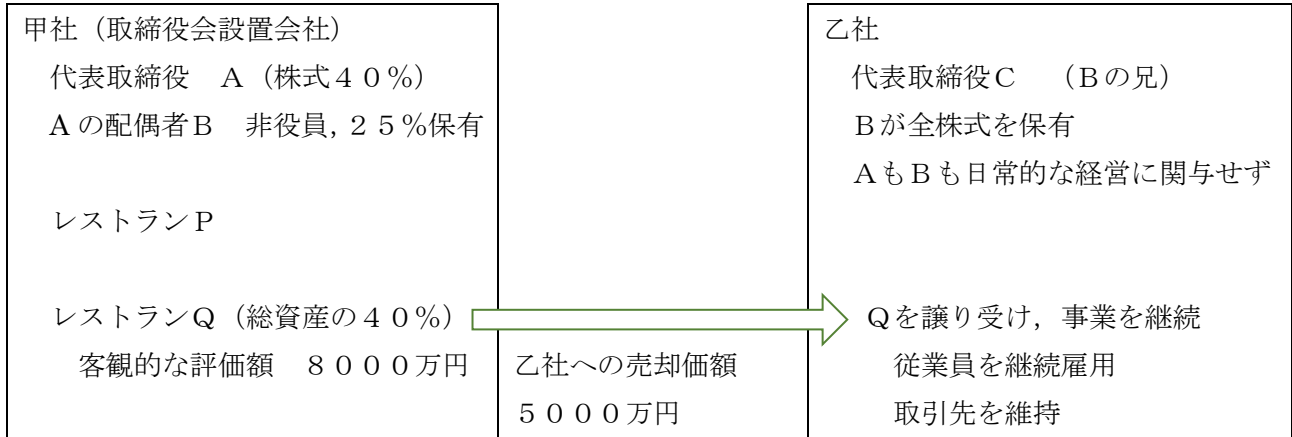 甲社（取締役会設置会社）
代表取締役　Ａ（株式４０％）
Ａの配偶者Ｂ　非役員，２５％保有
レストランＰ
レストランＱ（総資産の４０％）
客観的な評価額　８０００万円
乙社への売却価額
５０００万円
乙社
代表取締役Ｃ　（Ｂの兄）
Ｂが全株式を保有
ＡもＢも日常的な経営に関与せず
Ｑを譲り受け，事業を継続
従業員を継続雇用
取引先を維持